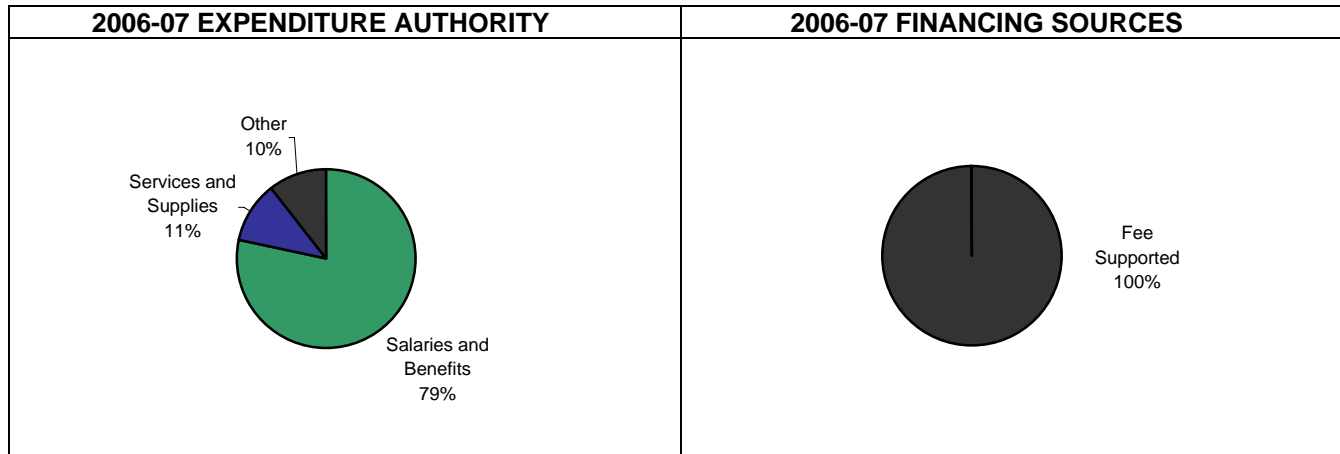 2006-07 EXPENDITURE AUTHORITY
2006-07 FINANCING SOURCES
Other
10%
Services and
Supplies
11%
Salaries and
Benefits
79%
Fee
Supported
100%